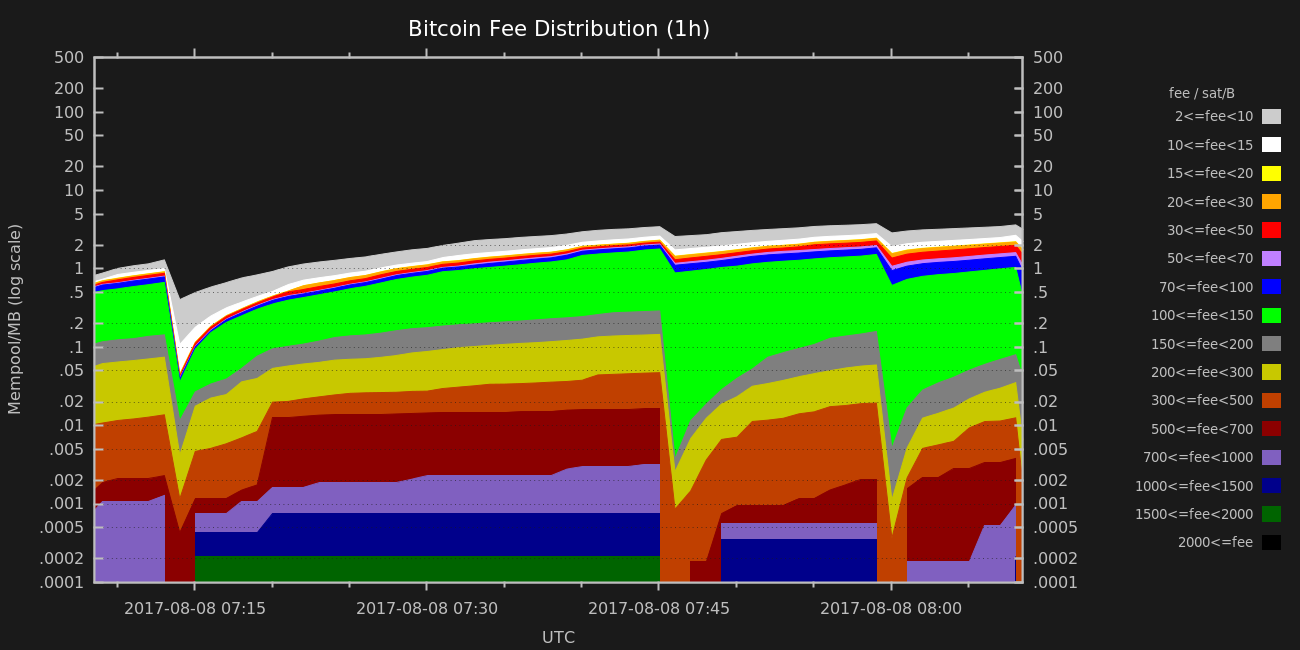 Bitcoin Fee Distribution (1h)
Mempool/MB (log scale)
500
200
100
50
20
10
5
2
1
.5
.2
.1
.05
.02
.01
.005
.002
.001
.0005
.0002
.0001
500
200
100
50
20
10
5
2
1
.5
.2
.1
.05
.02
.01
.005
.002
.001
.0005
.0002
.0001
2017-08-08 07:15 2017-08-08 07:30 2017-08-08 07:45 2017-08-08 08:00
UTC
fee / sat/B
2<=fee<10
10<=fee<15
15<=fee<20
20<=fee<30
30<=fee<50
50<=fee<70
70<=fee<100
100<=fee<150
150<=fee<200
200<=fee<300
300<=fee<500
500<=fee<700
700<=fee<1000
1000<=fee<1500
1500<=fee<2000
2000<=fee